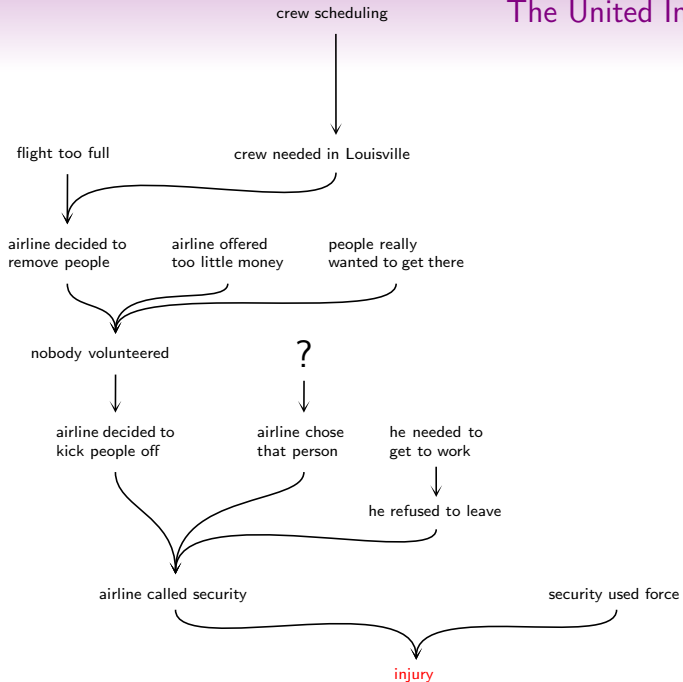 crew scheduling
The United In
flight too full
crew needed in Louisville
airline decided to
remove people
airline offered
too little money
people really
wanted to get there
nobody volunteered
?
airline decided to
kick people off
airline chose
that person
he needed to
get to work
he refused to leave
airline called security
security used force
injury